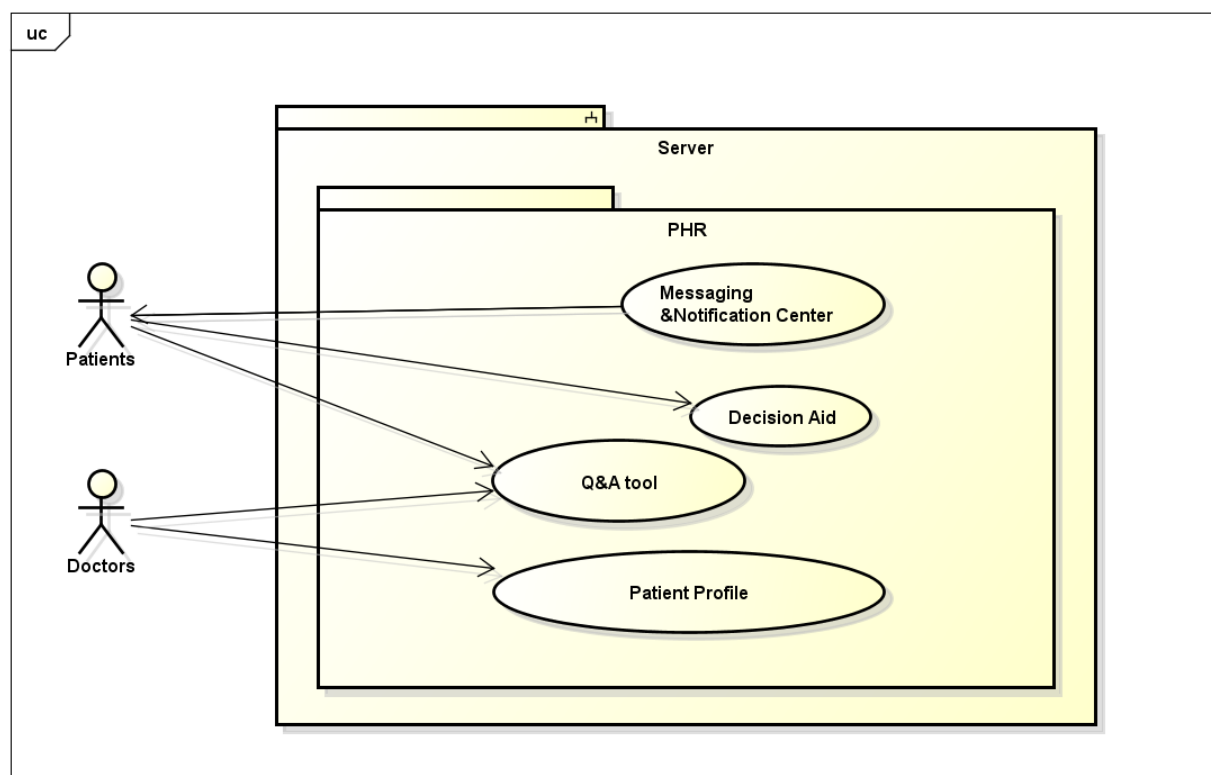 uc
Server
PHR
Messaging
&Notification Center
Patients
Decision Aid
Q&A tool
Doctors
Patient Profile